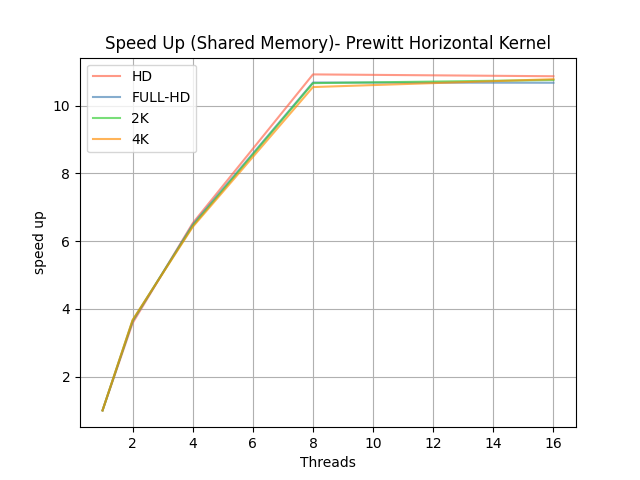 Speed Up (Shared Memory)- Prewitt Horizontal Kernel
HD
FULL-HD
2K
4K
speed up
10
8
6
4
2
2 4 6 8 10 12 14 16
Threads